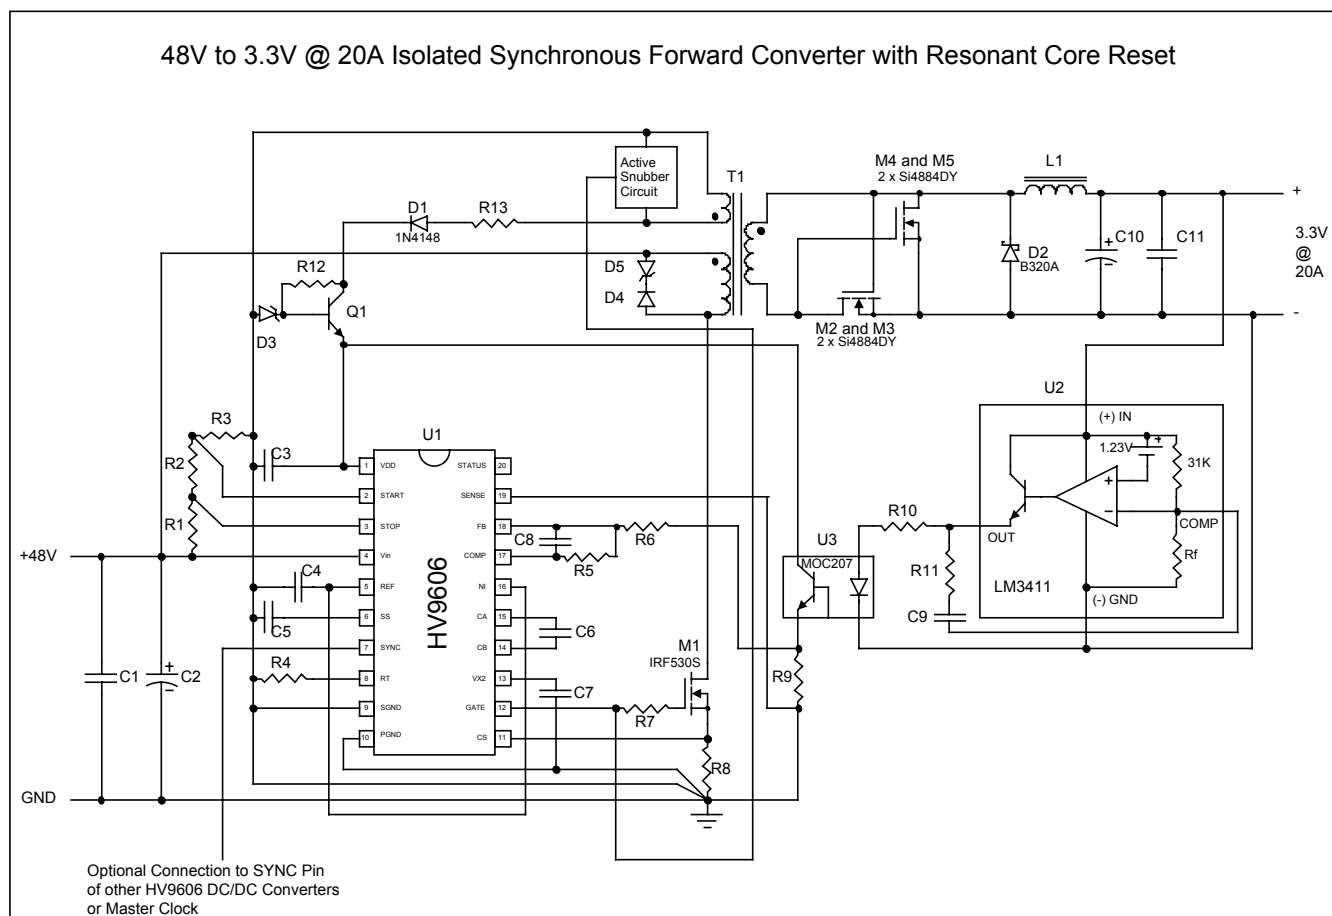 48V to 3.3V @ 20A Isolated Synchronous Forward Converter with Resonant Core Reset
Active
Snubber
Circuit
T1
M4 and M5
2 x Si4884DY
L1
+
D1
1N4148
R13
3.3V
@
20A
R12
D5
D4
D2
B320A
+
C10
C11
Q1
D3
M2 and M3
2 x Si4884DY
-
U2
R3
U1
(+) IN
1.23V
+
31K
C3
R2
1
VDD
STATUS
20
2
START
SENSE
19
+
R1
3
STOP
FB
18
C8
R6
R10
-
COMP
OUT
+48V
4
Vin
COMP
17
R5
U3
MOC207
Rf
C4
5
REF
NI
16
R11
LM3411
(-) GND
HV9606
C5
6
SS
CA
15
C6
C9
7
SYNC
CB
14
M1
IRF530S
C1
+
C2
R4
8
RT
VX2
13
C7
R9
9
SGND
GATE
12
R7
10
PGND
CS
11
R8
GND
Optional Connection to SYNC Pin
of other HV9606 DC/DC Converters
or Master Clock